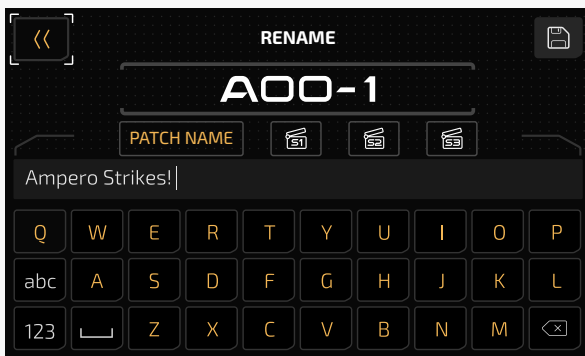 << RENAME
A00-1
PATCH NAME S1 S2 S3
Ampero Strikes!
Q W E R T Y U I O P
abc A S D F G H J K L
123 Z X C V B N M